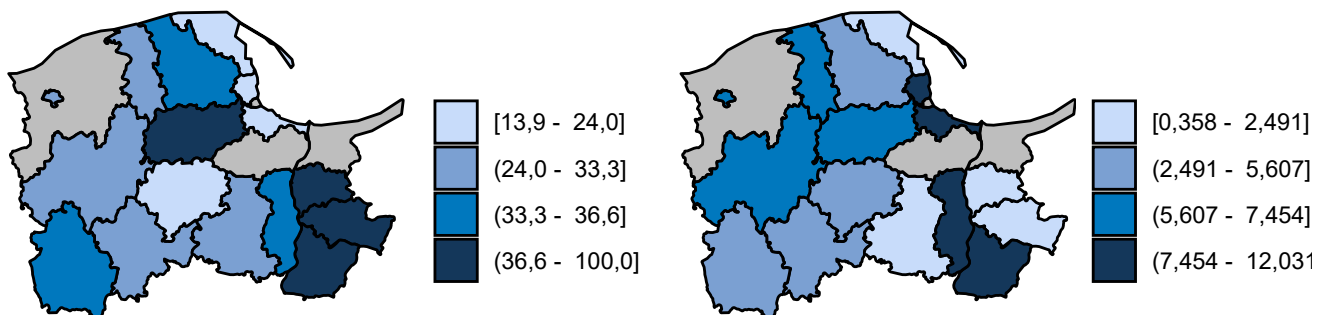 [13,9 - 24,0]
(24,0 - 33,3]
(33,3 - 36,6]
(36,6 - 100,0]
[0,358 - 2,491]
(2,491 - 5,607]
(5,607 - 7,454]
(7,454 - 12,031